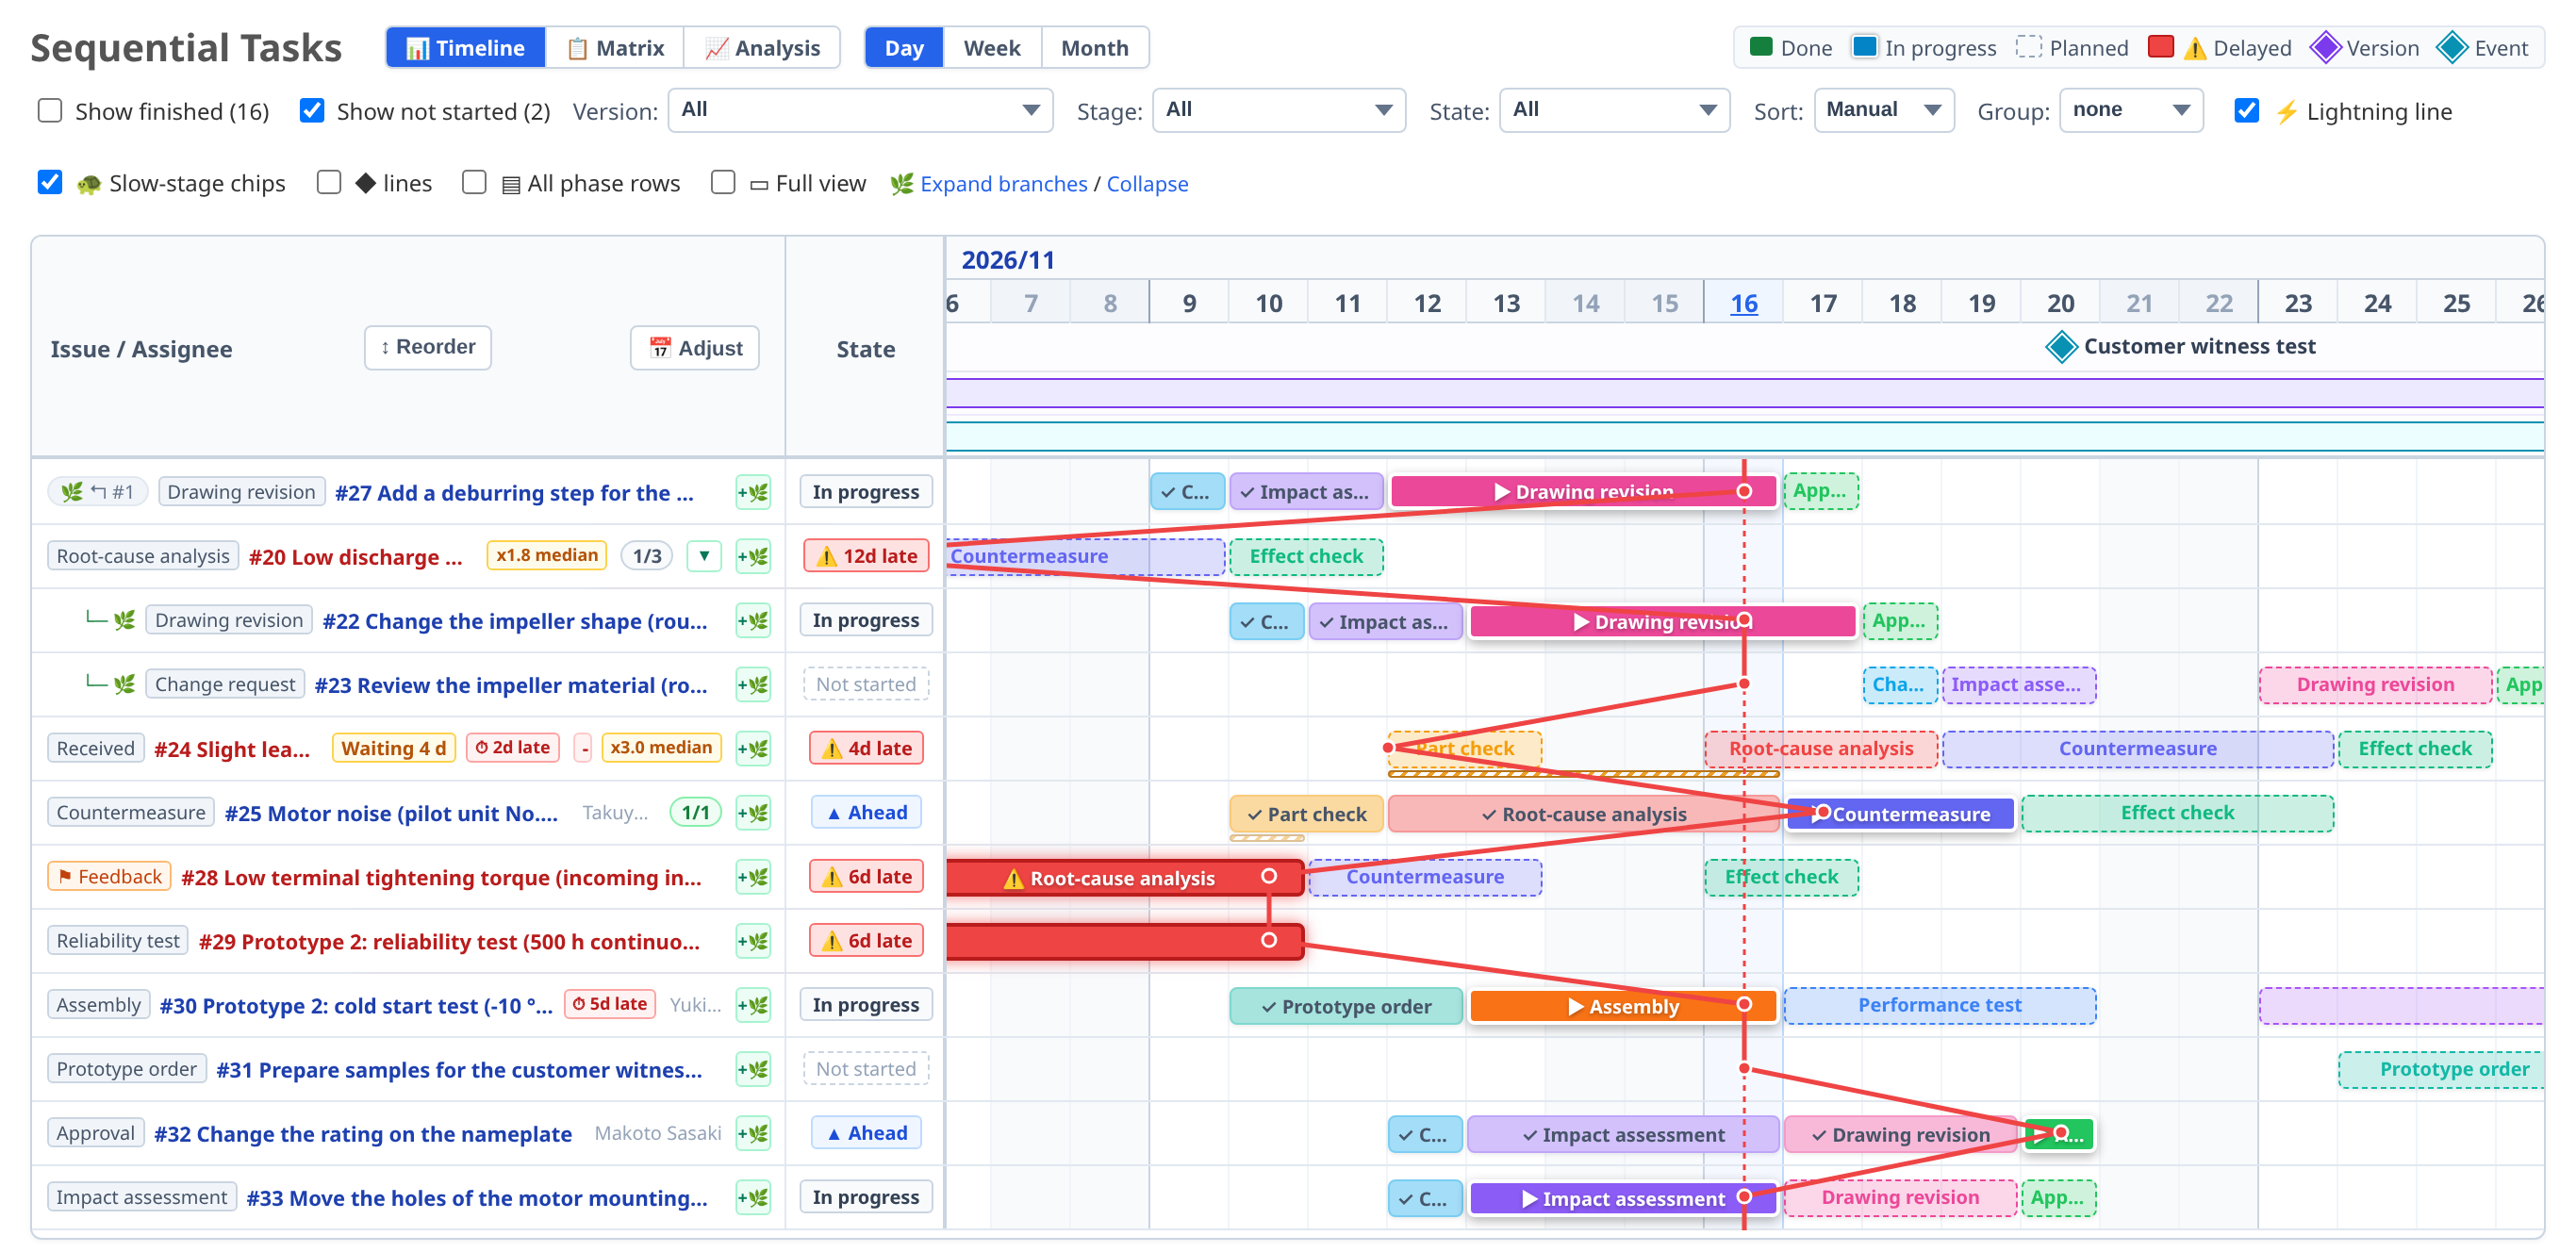 Sequential Tasks
📊 Timeline 📋 Matrix 📈 Analysis Day Week Month
Done In progress Planned ⚠️ Delayed Version Event
Show finished (16) Show not started (2) Version: All Stage: All State: All Sort: Manual Group: none ⚡ Lightning line
🐢 Slow-stage chips ◆ lines ▤ All phase rows ▭ Full view 🌿 Expand branches / Collapse
Issue / Assignee ↕ Reorder 📅 Adjust State
2026/11
6 7 8 9 10 11 12 13 14 15 16 17 18 19 20 21 22 23 24 25 26
Customer witness test
🌿 ↰ #1 Drawing revision #27 Add a deburring step for the ... +🌿 In progress ✓ C... ✓ Impact as... ▶ Drawing revision App...
Root-cause analysis #20 Low discharge ... x1.8 median 1/3 ▼ +🌿 ⚠️ 12d late Countermeasure Effect check
└─ 🌿 Drawing revision #22 Change the impeller shape (rou... +🌿 In progress ✓ C... ✓ Impact as... ▶ Drawing revision App...
└─ 🌿 Change request #23 Review the impeller material (ro... +🌿 Not started Cha... Impact asse... Drawing revision App
Received #24 Slight lea... Waiting 4 d ⏱ 2d late - x3.0 median +🌿 ⚠️ 4d late Part check Root-cause analysis Countermeasure Effect check
Countermeasure #25 Motor noise (pilot unit No.... Takuy... 1/1 +🌿 ▲ Ahead ✓ Part check ✓ Root-cause analysis Countermeasure Effect check
⚑ Feedback #28 Low terminal tightening torque (incoming in... +🌿 ⚠️ 6d late ⚠️ Root-cause analysis Countermeasure Effect check
Reliability test #29 Prototype 2: reliability test (500 h continuo... +🌿 ⚠️ 6d late
Assembly #30 Prototype 2: cold start test (-10 °... ⏱ 5d late Yuki... +🌿 In progress ✓ Prototype order ▶ Assembly Performance test
Prototype order #31 Prepare samples for the customer witnes... +🌿 Not started Prototype order
Approval #32 Change the rating on the nameplate Makoto Sasaki +🌿 ▲ Ahead ✓ C... ✓ Impact assessment ✓ Drawing revision
Impact assessment #33 Move the holes of the motor mounting... +🌿 In progress ✓ C... ▶ Impact assessment Drawing revision App...